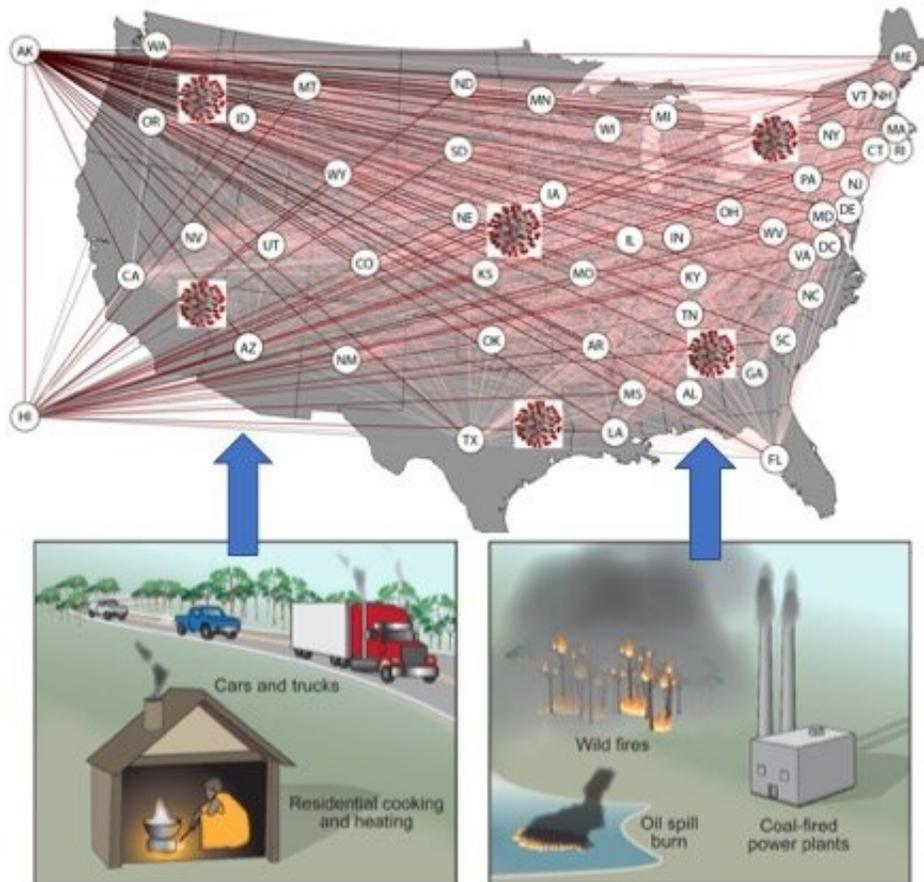 AK
WA
ME
MT
ND
VT
NH
MN
MI
OR
ID
WI
NY
MA
SD
CT
RI
WY
PA
NJ
IA
NE
OH
MD
DE
NV
UT
IL
IN
WV
DC
VA
CA
CO
KS
MO
KY
NC
TN
AZ
NM
OK
AR
SC
GA
MS
AL
HI
TX
LA
FL
Cars and trucks
Residential cooking
and heating
Wild fires
Oil spill
burn
Coal-fired
power plants